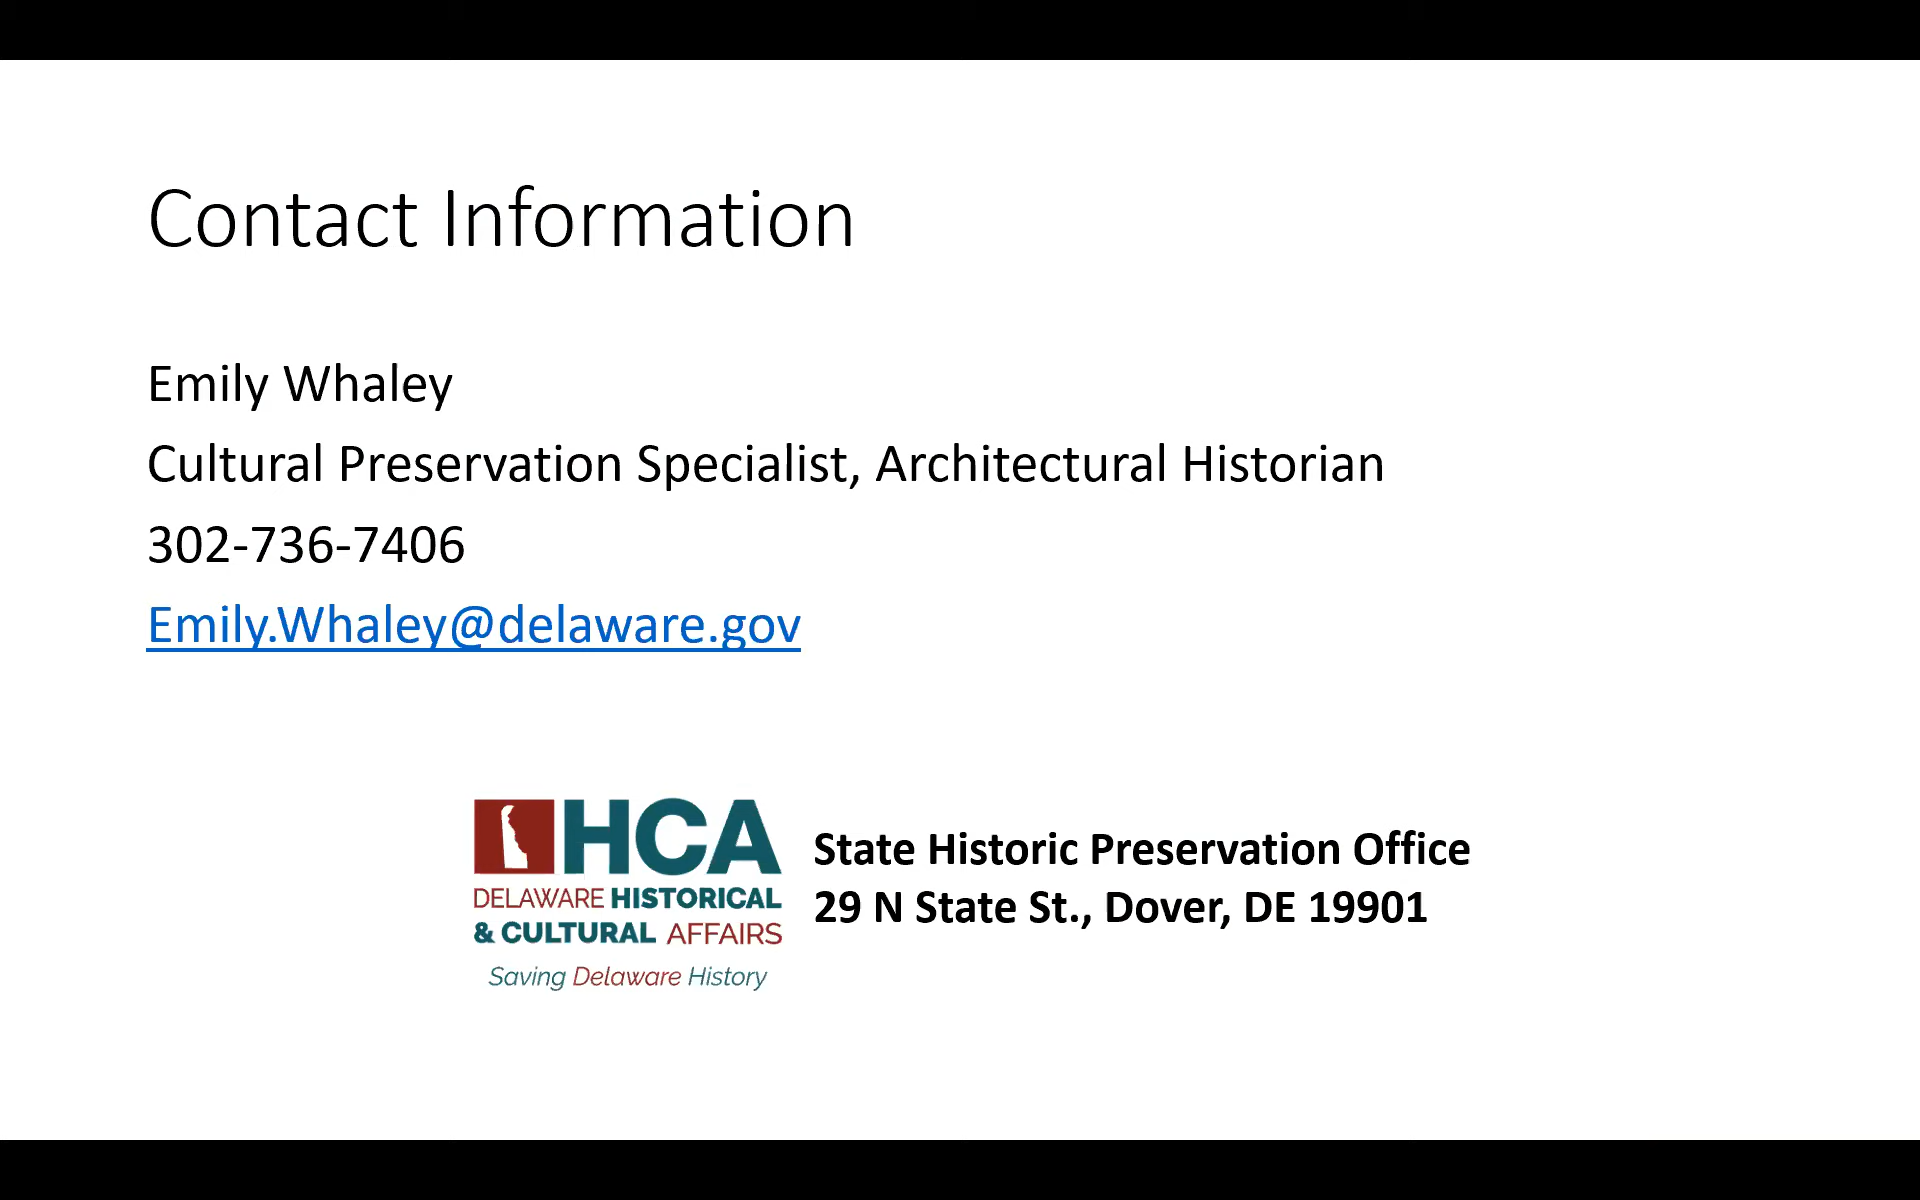 Contact Information
Emily Whaley
Cultural Preservation Specialist, Architectural Historian
302-736-7406
Emily.Whaley@delaware.gov
HCA
DELAWARE HISTORICAL
& CULTURAL AFFAIRS
Saving Delaware History
State Historic Preservation Office
29 N State St., Dover, DE 19901